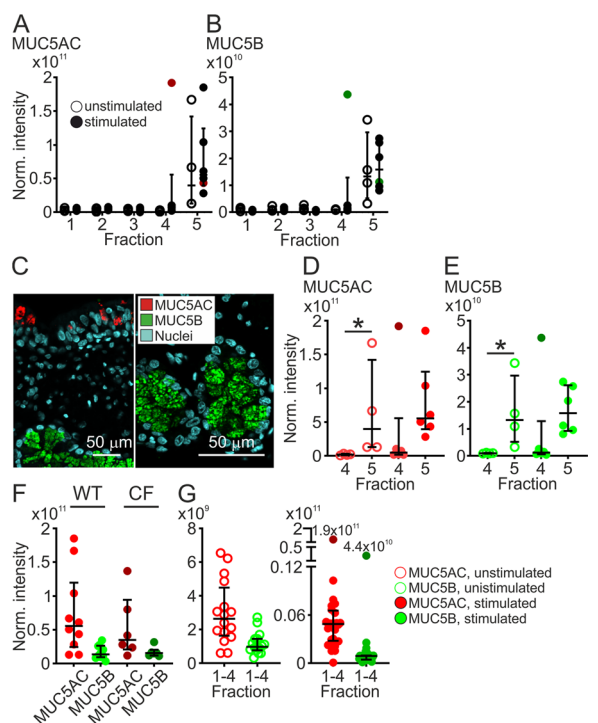 A
MUC5AC
x10¹¹
2
1.5
1
0.5
0
Norm. intensity
unstimulated
stimulated
1 2 3 4 5
Fraction
B
MUC5B
x10¹⁰
5
4
3
2
1
0
1 2 3 4 5
Fraction
C
MUC5AC
MUC5B
Nuclei
50 µm
50 µm
D
MUC5AC
x10¹¹
2
1.5
1
5
0
Norm. intensity
*
4 5 4 5
Fraction
E
MUC5B
x10¹⁰
5
4
3
2
1
0
*
4 5 4 5
Fraction
F
WT CF
x10¹¹
2
1.5
1
0.5
0
Norm. intensity
MUC5AC
MUC5B
MUC5AC
MUC5B
G
x10⁹
8
6
4
2
0
1-4 1-4
Fraction
x10¹¹
2
1
0.5
0.12
0.06
0
1.9x10¹¹
4.4x10¹⁰
1-4 1-4
Fraction
MUC5AC, unstimulated
MUC5B, unistimulated
MUC5AC, stimulated
MUC5B, stimulated